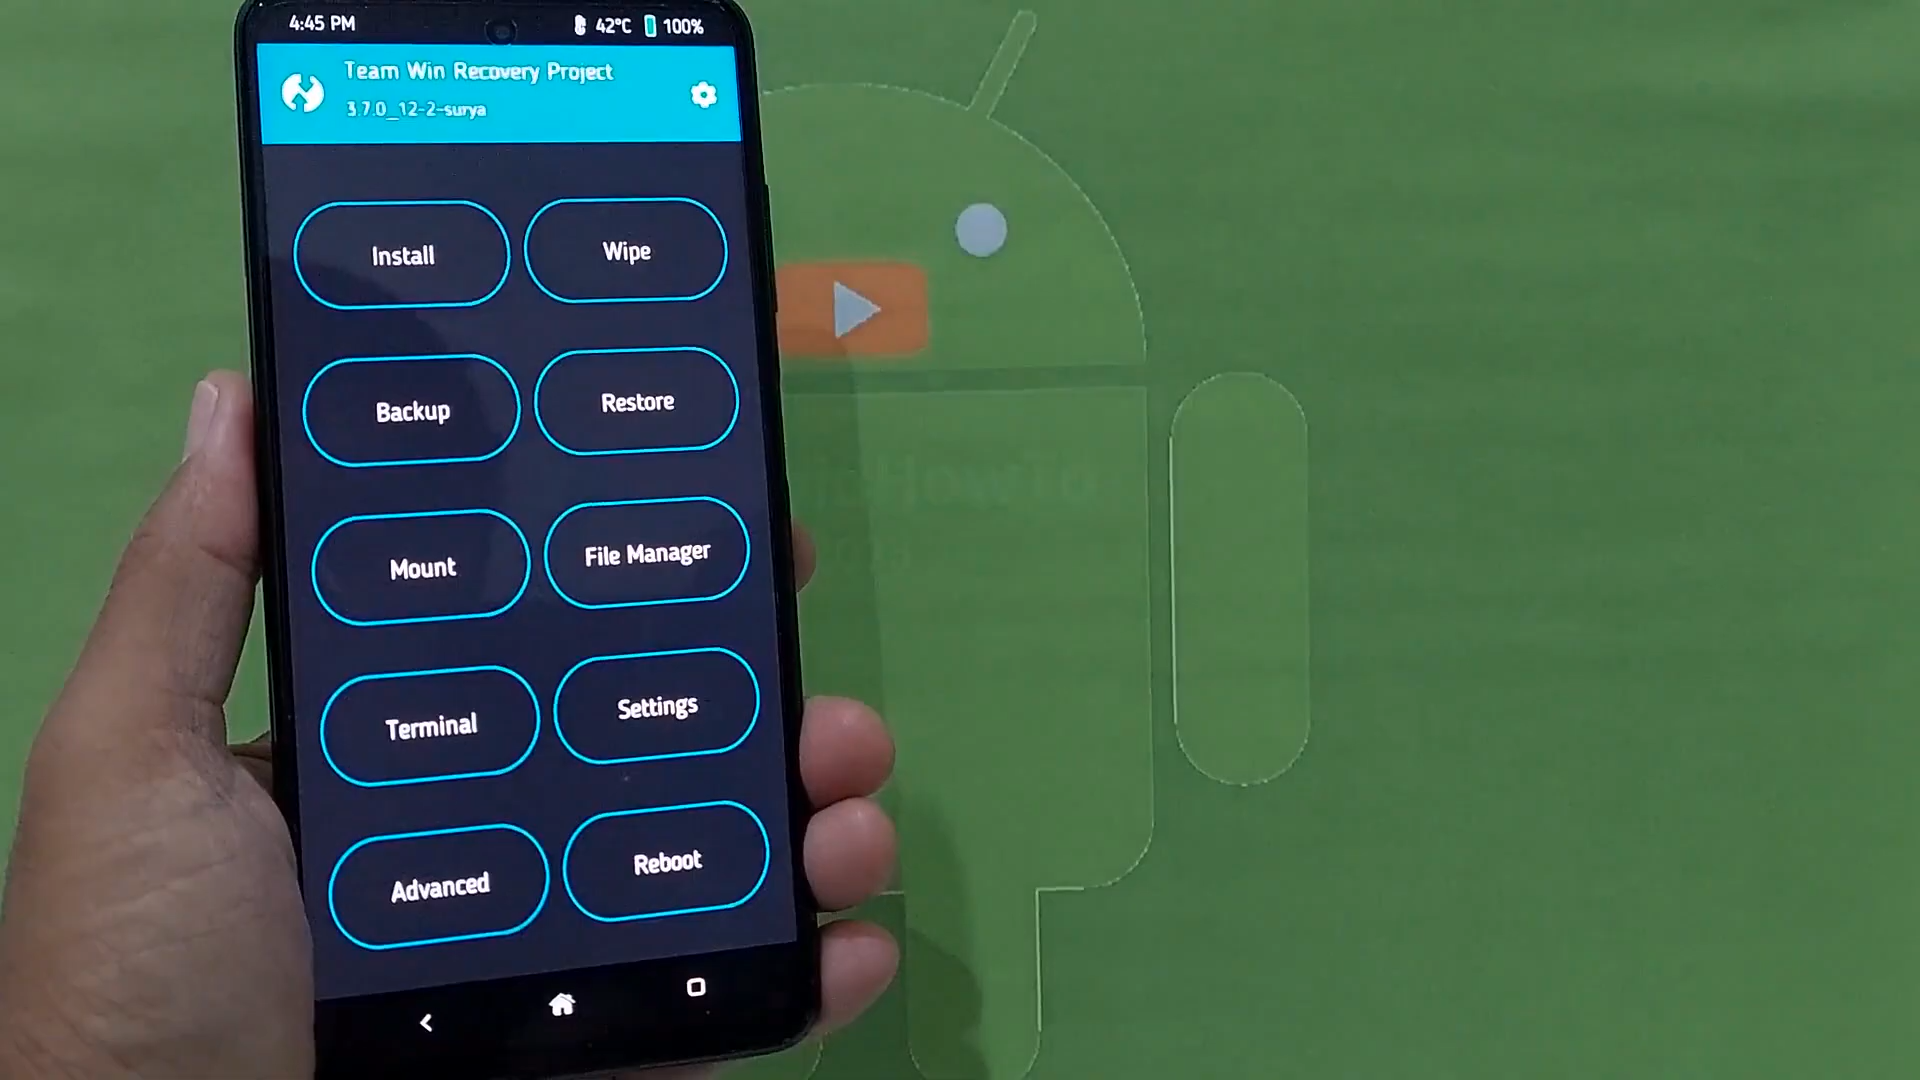 4:45 PM 42°C 100%
Team Win Recovery Project
3.7.0_12-2-surya
Install Wipe
Backup Restore
Mount File Manager
Terminal Settings
Advanced Reboot
HowTo